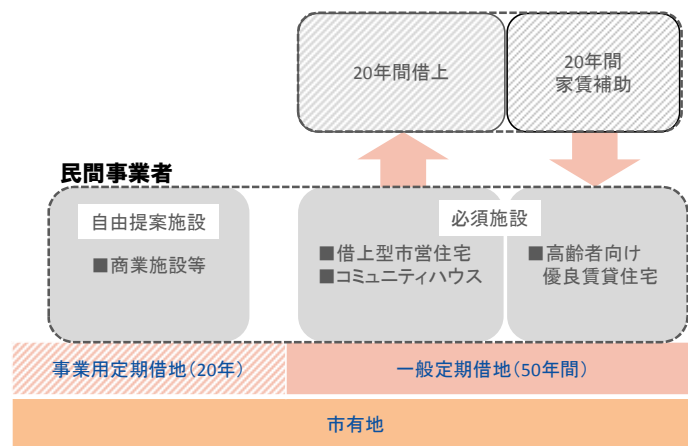 20年間借上
20年間
家賃補助
民間事業者
自由提案施設
■商業施設等
必須施設
■借上型市営住宅
■コミュニティハウス
■高齢者向け
優良賃貸住宅
事業用定期借地(20年)
一般定期借地(50年間)
市有地